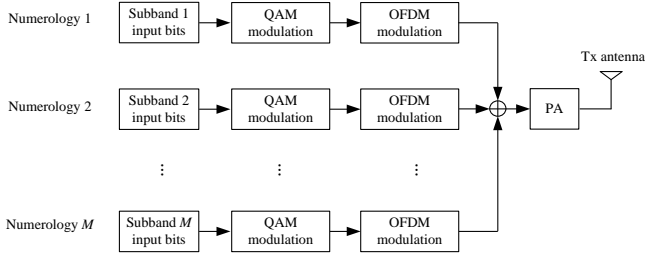 Numerology 1
Subband 1
input bits
QAM
modulation
OFDM
modulation
Tx antenna
Numerology 2
Subband 2
input bits
QAM
modulation
OFDM
modulation
PA
Numerology M
Subband M
input bits
QAM
modulation
OFDM
modulation